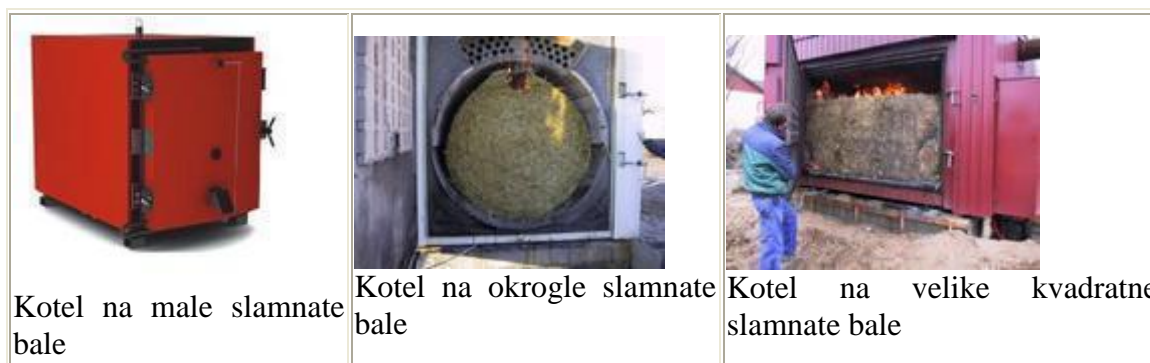 Kotel na male slamnate
bale
Kotel na okrogle slamnate
bale
Kotel na velike kvadratne
slamnate bale